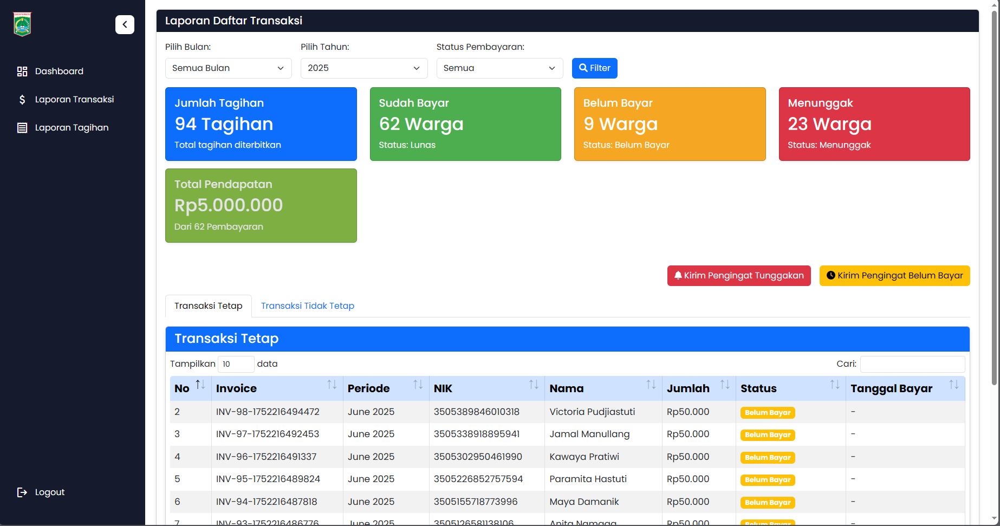 Laporan Daftar Transaksi
Dashboard
Laporan Transaksi
Laporan Tagihan
Logout
Pilih Bulan: Pilih Tahun: Status Pembayaran:
Semua Bulan 2025 Semua Filter
Jumlah Tagihan
94 Tagihan
Total tagihan diterbitkan
Sudah Bayar
62 Warga
Status: Lunas
Belum Bayar
9 Warga
Status: Belum Bayar
Menunggak
23 Warga
Status: Menunggak
Total Pendapatan
Rp5.000.000
Dari 62 Pembayaran
Kirim Pengingat Tunggakan Kirim Pengingat Belum Bayar
Transaksi Tetap Transaksi Tidak Tetap
Transaksi Tetap
Tampilkan 10 data Cari:
No Invoice Periode NIK Nama Jumlah Status Tanggal Bayar
2 INV-98-1752216494472 June 2025 3505389846010318 Victoria Pudjiastuti Rp50.000 Belum Bayar -
3 INV-97-1752216492453 June 2025 3505338918895941 Jamal Manullang Rp50.000 Belum Bayar -
4 INV-96-1752216491337 June 2025 3505302950461990 Kawaya Pratiwi Rp50.000 Belum Bayar -
5 INV-95-1752216489824 June 2025 3505226852757594 Paramita Hastuti Rp50.000 Belum Bayar -
6 INV-94-1752216487818 June 2025 3505155718773996 Maya Damanik Rp50.000 Belum Bayar -
7 INV-93-1752216486776 June 2025 3505126581138106 Anita Namaga Rp50.000 Belum Bayar